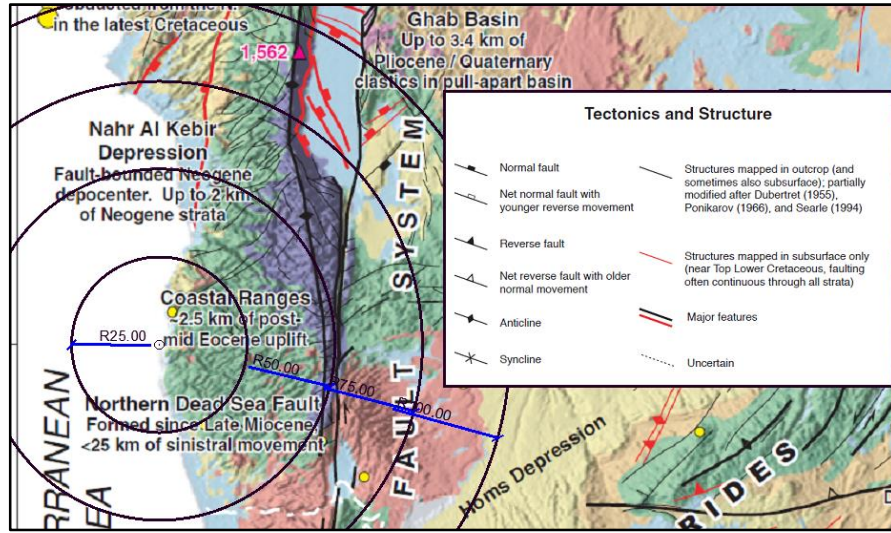 Obducted from the N.
in the latest Cretaceous
1,562
Ghab Basin
Up to 3.4 km of
Pliocene / Quaternary
clastics in pull-apart basin
Nahr Al Kebir
Depression
Fault-bounded Neogene
depocenter. Up to 2 km
of Neogene strata
Coastal Ranges
~2.5 km of post-
mid Eocene uplift
R25.00
R50.00
R75.00
R100.00
Northern Dead Sea Fault
Formed since Late Miocene
<25 km of sinistral movement
FAULT SYSTEM
Homs Depression
RIDES
RRANEAN
EA
Tectonics and Structure
Normal fault
Net normal fault with
younger reverse movement
Reverse fault
Net reverse fault with older
normal movement
Anticline
Syncline
Structures mapped in outcrop (and
sometimes also subsurface); partially
modified after Dubertret (1955),
Ponikarov (1966), and Searle (1994)
Structures mapped in subsurface only
(near Top Lower Cretaceous, faulting
often continuous through all strata)
Major features
Uncertain